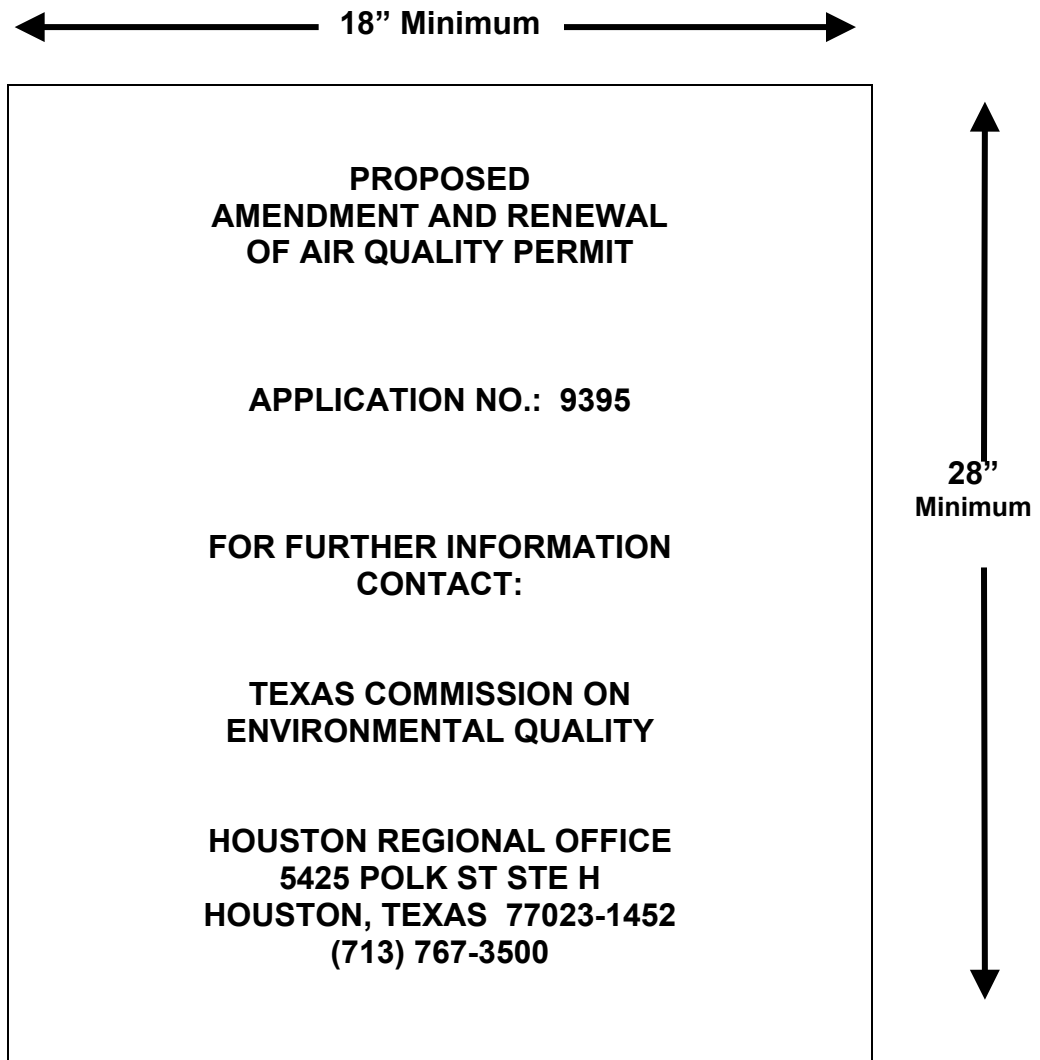 18” Minimum
PROPOSED
AMENDMENT AND RENEWAL
OF AIR QUALITY PERMIT
APPLICATION NO.: 9395
28”
Minimum
FOR FURTHER INFORMATION
CONTACT:
TEXAS COMMISSION ON
ENVIRONMENTAL QUALITY
HOUSTON REGIONAL OFFICE
5425 POLK ST STE H
HOUSTON, TEXAS 77023-1452
(713) 767-3500